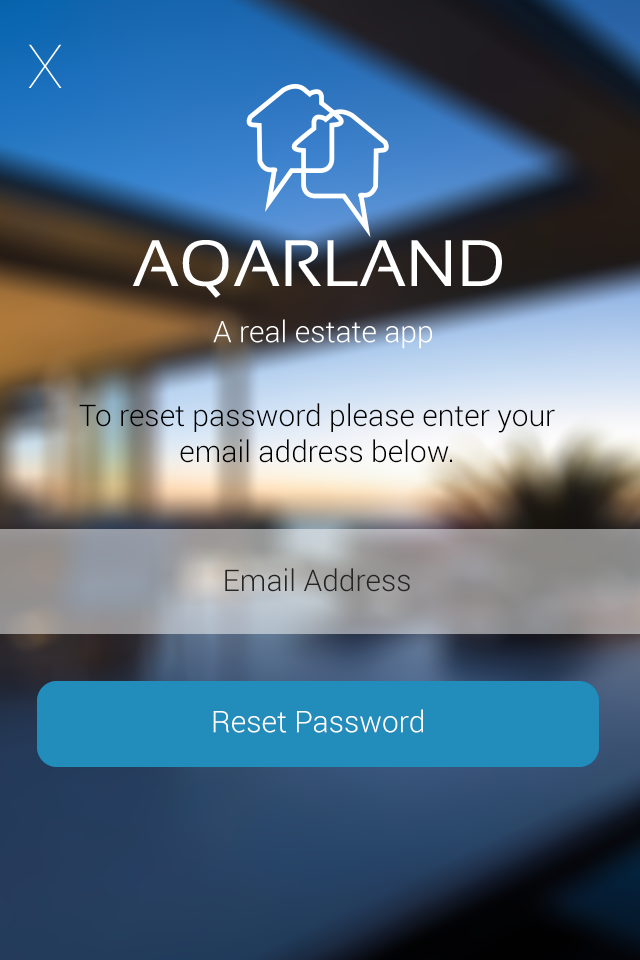 X
AQARLAND
A real estate app
To reset password please enter your
email address below.
Email Address
Reset Password